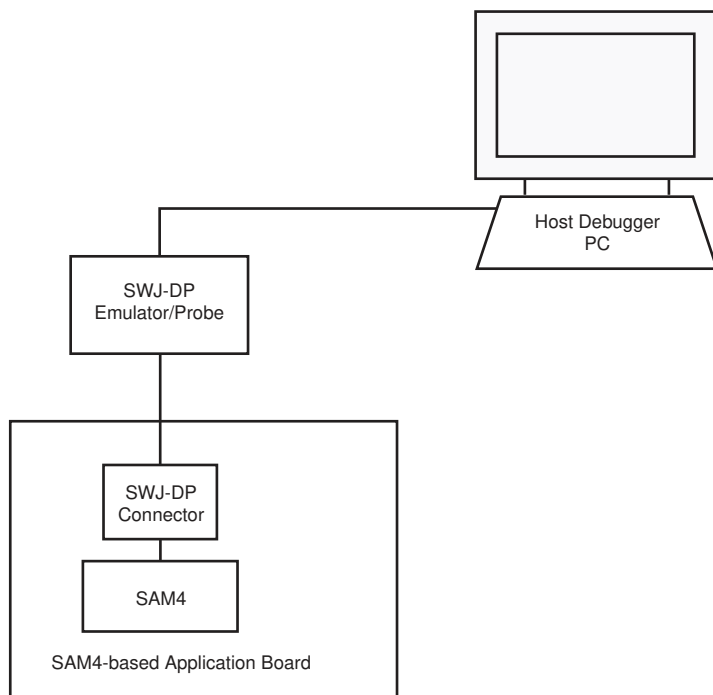 Host Debugger
PC
SWJ-DP
Emulator/Probe
SWJ-DP
Connector
SAM4
SAM4-based Application Board